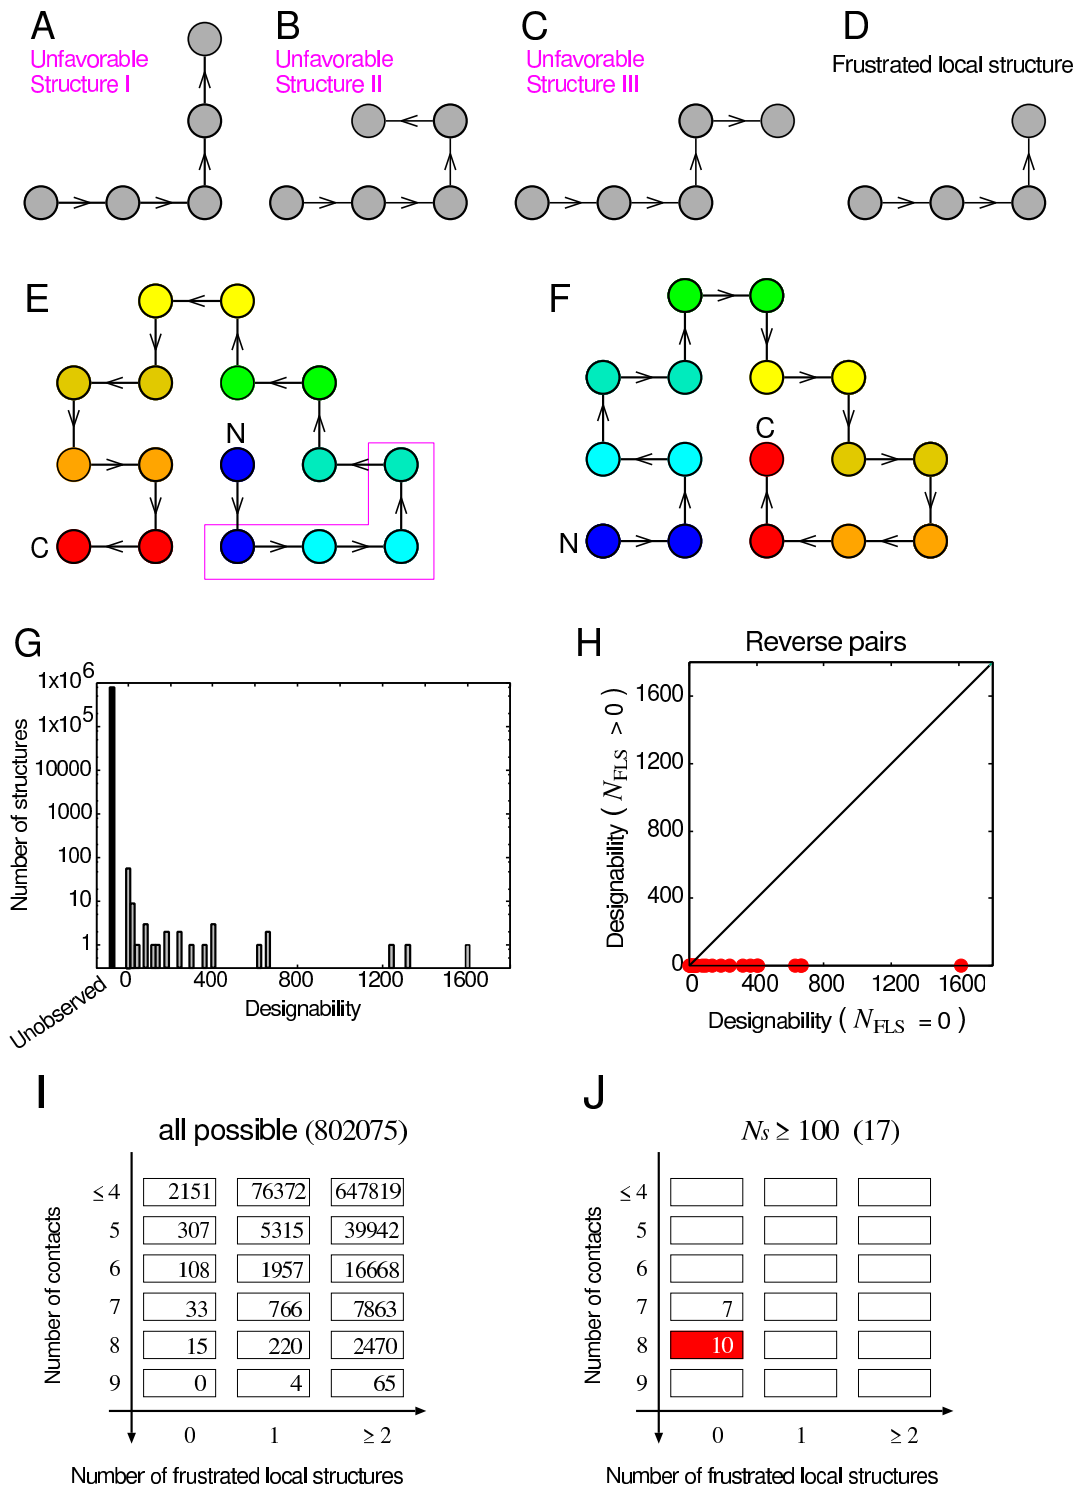 A
Unfavorable
Structure I
B
Unfavorable
Structure II
C
Unfavorable
Structure III
D
Frustrated local structure
E
N
C
F
C
N
G
1x10^6
1x10^5
10000
1000
100
10
1
Number of structures
Unobserved
0 400 800 1200 1600
Designability
H
Reverse pairs
1600
1200
800
400
0
Designability ( N_FLS > 0 )
0 400 800 1200 1600
Designability ( N_FLS = 0 )
I
all possible (802075)
Number of contacts
≤ 4 2151 76372 647819
5 307 5315 39942
6 108 1957 16668
7 33 766 7863
8 15 220 2470
9 0 4 65
0 1 ≥ 2
Number of frustrated local structures
J
Ns ≥ 100 (17)
Number of contacts
≤ 4
5
6
7 7
8 10
9
0 1 ≥ 2
Number of frustrated local structures